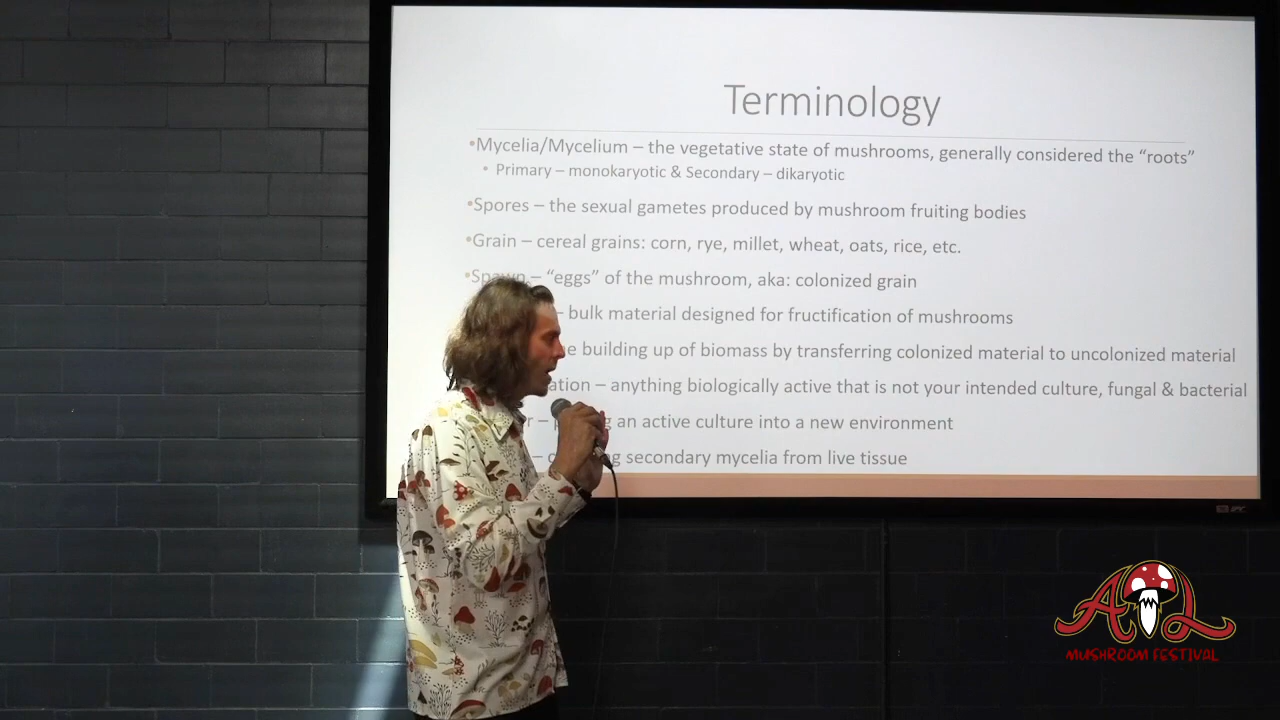 Terminology
•Mycelia/Mycelium – the vegetative state of mushrooms, generally considered the “roots”
• Primary – monokaryotic & Secondary – dikaryotic
•Spores – the sexual gametes produced by mushroom fruiting bodies
•Grain – cereal grains: corn, rye, millet, wheat, oats, rice, etc.
•Spawn – “eggs” of the mushroom, aka: colonized grain
– bulk material designed for fructification of mushrooms
building up of biomass by transferring colonized material to uncolonized material
– anything biologically active that is not your intended culture, fungal & bacterial
– an active culture into a new environment
– secondary mycelia from live tissue
AL
MUSHROOM FESTIVAL